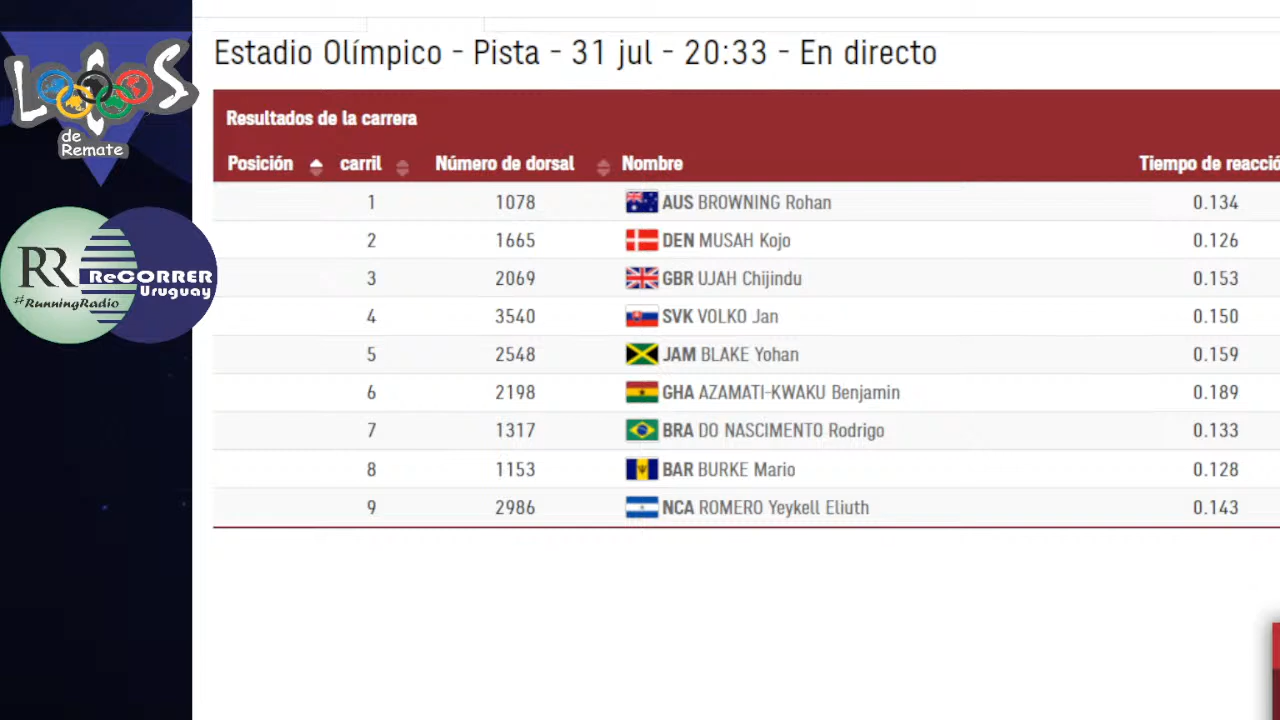 Locos
de
Remate
RR
#RunningRadio
ReCORRER
Uruguay
Estadio Olímpico - Pista - 31 jul - 20:33 - En directo
Resultados de la carrera
Posición carril Número de dorsal Nombre Tiempo de reacció
1 1078 AUS BROWNING Rohan 0.134
2 1665 DEN MUSAH Kojo 0.126
3 2069 GBR UJAH Chijindu 0.153
4 3540 SVK VOLKO Jan 0.150
5 2548 JAM BLAKE Yohan 0.159
6 2198 GHA AZAMATI-KWAKU Benjamin 0.189
7 1317 BRA DO NASCIMENTO Rodrigo 0.133
8 1153 BAR BURKE Mario 0.128
9 2986 NCA ROMERO Yeykell Eliuth 0.143